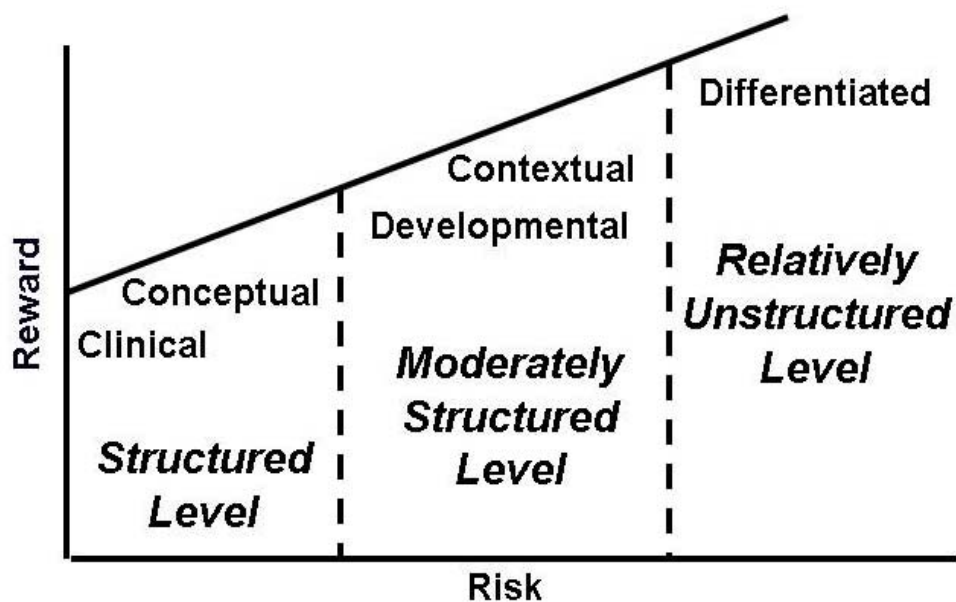 Differentiated
Contextual
Developmental
Relatively
Unstructured
Level
Conceptual
Clinical
Moderately
Structured
Level
Structured
Level
Reward
Risk